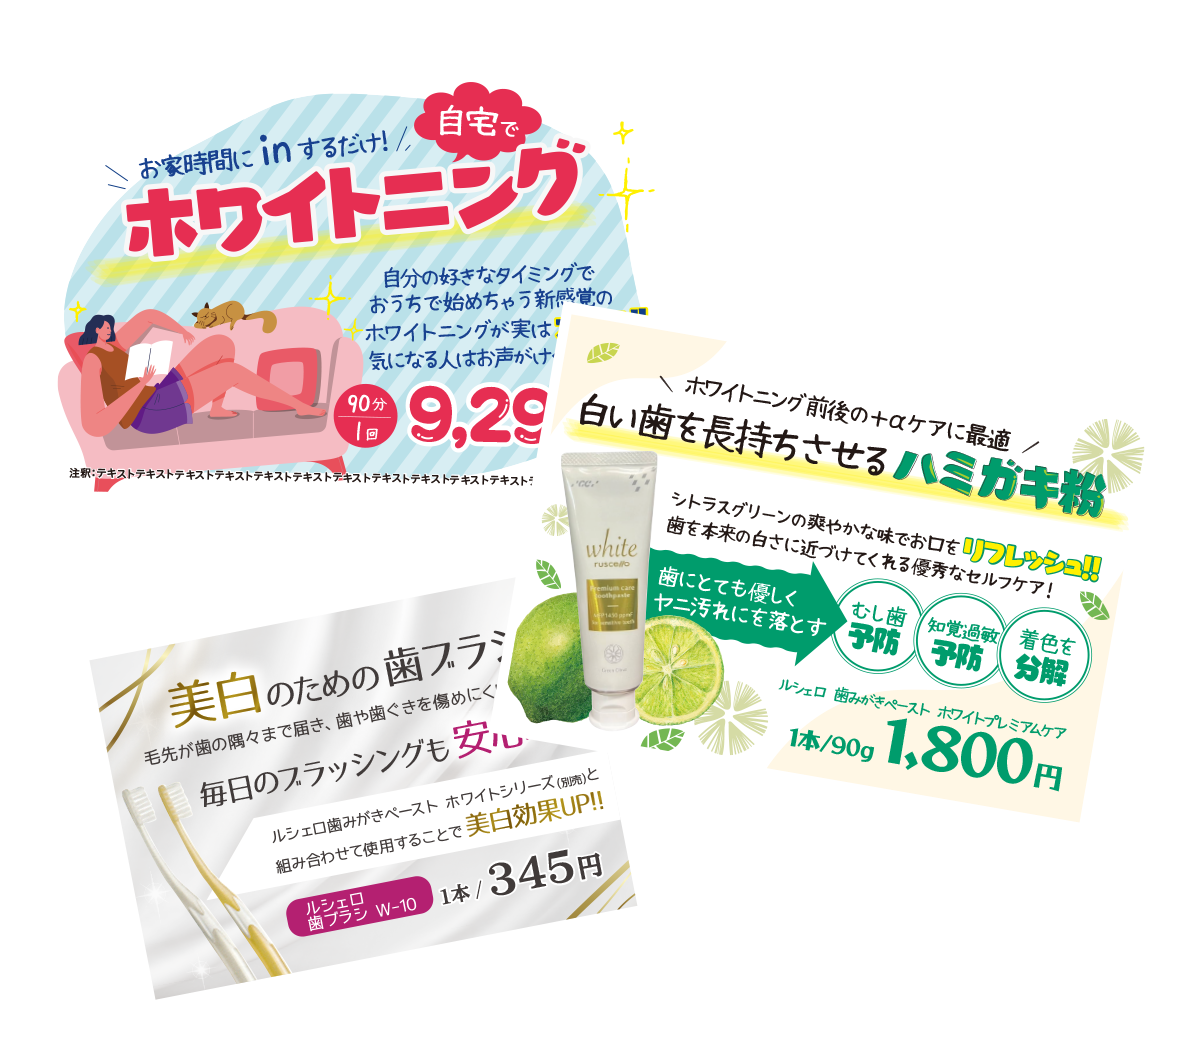 自宅で
お家時間に in するだけ!
ホワイトニング
自分の好きなタイミングで
おうちで始めちゃう新感覚の
ホワイトニングが実は
気になる人はお声がけ
90分
1回
9,29
注釈：テキストテキストテキストテキストテキストテキストテキストテキストテキストテキストテキスト
ホワイトニング前後の+αケアに最適
白い歯を長持ちさせるハミガキ粉
シトラスグリーンの爽やかな味でお口をリフレッシュ!!
歯を本来の白さに近づけてくれる優秀なセルフケア!
歯にとても優しく
ヤニ汚れにを落とす
むし歯
予防
知覚過敏
予防
着色を
分解
ルシェロ 歯みがきペースト ホワイトプレミアムケア
1本/90g 1,800円
GC
white
ruscello
Premium Care
toothpaste
美白のための歯ブラシ
毛先が歯の隅々まで届き、歯や歯ぐきを傷めにく
毎日のブラッシングも安心
ルシェロ歯みがきペースト ホワイトシリーズ(別売)と
組み合わせて使用することで美白効果UP!!
ルシェロ
歯ブラシ W-10
1本 / 345円